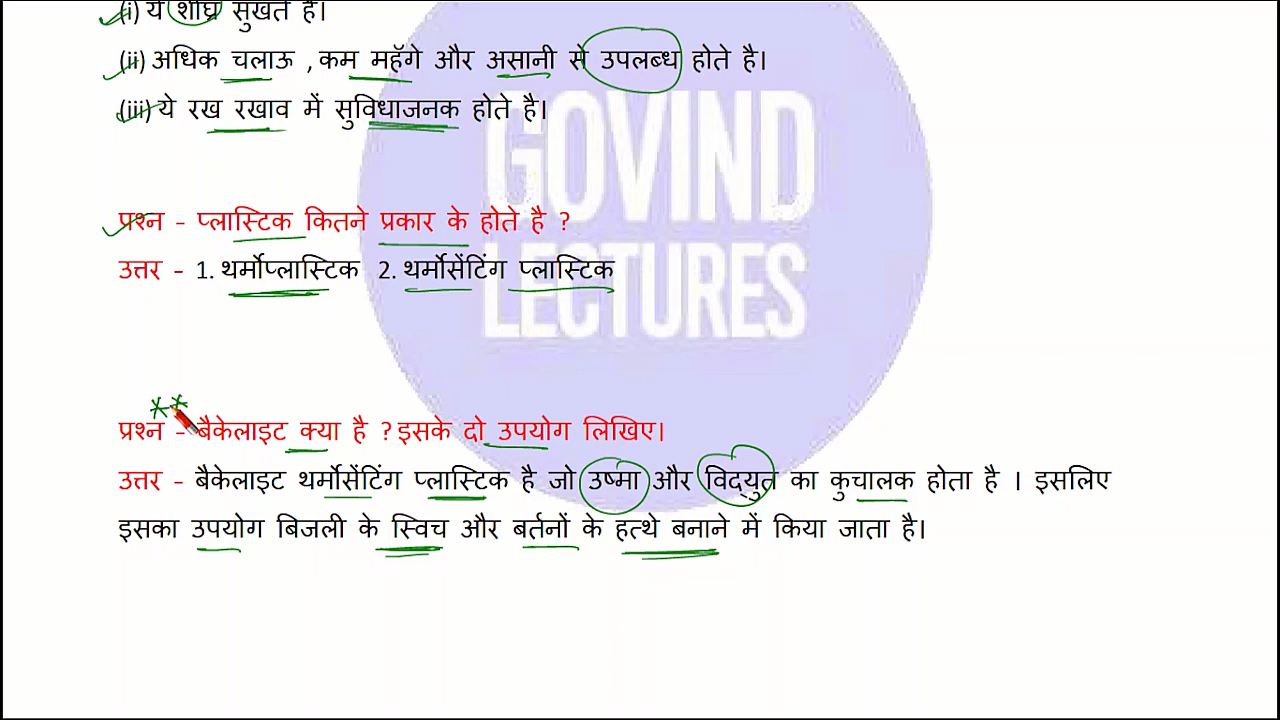 (i) ये शीघ्र सुखते है।
(ii) अधिक चलाऊ ,कम महॅगे और असानी से उपलब्ध होते है।
(iii) ये रख रखाव में सुविधाजनक होते है।
GOVIND
LECTURES
प्रश्न - प्लास्टिक कितने प्रकार के होते है ?
उत्तर - 1. थर्मोप्लास्टिक 2. थर्मोसेंटिंग प्लास्टिक
**
प्रश्न - बैकेलाइट क्या है ? इसके दो उपयोग लिखिए।
उत्तर - बैकेलाइट थर्मोसेंटिंग प्लास्टिक है जो उष्मा और विद्युत का कुचालक होता है । इसलिए
इसका उपयोग बिजली के स्विच और बर्तनों के हत्थे बनाने में किया जाता है।